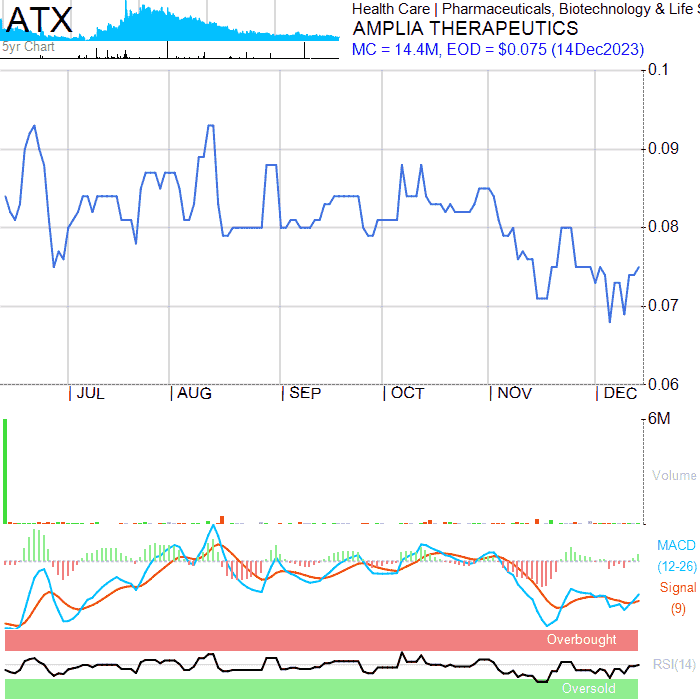 ATX
5yr Chart
Health Care | Pharmaceuticals, Biotechnology & Life S
AMPLIA THERAPEUTICS
MC = 14.4M, EOD = $0.075 (14Dec2023)
0.1
0.09
0.08
0.07
0.06
JUL AUG SEP OCT NOV DEC
6M
Volume
MACD
(12-26)
Signal
(9)
Overbought
RSI(14)
Oversold